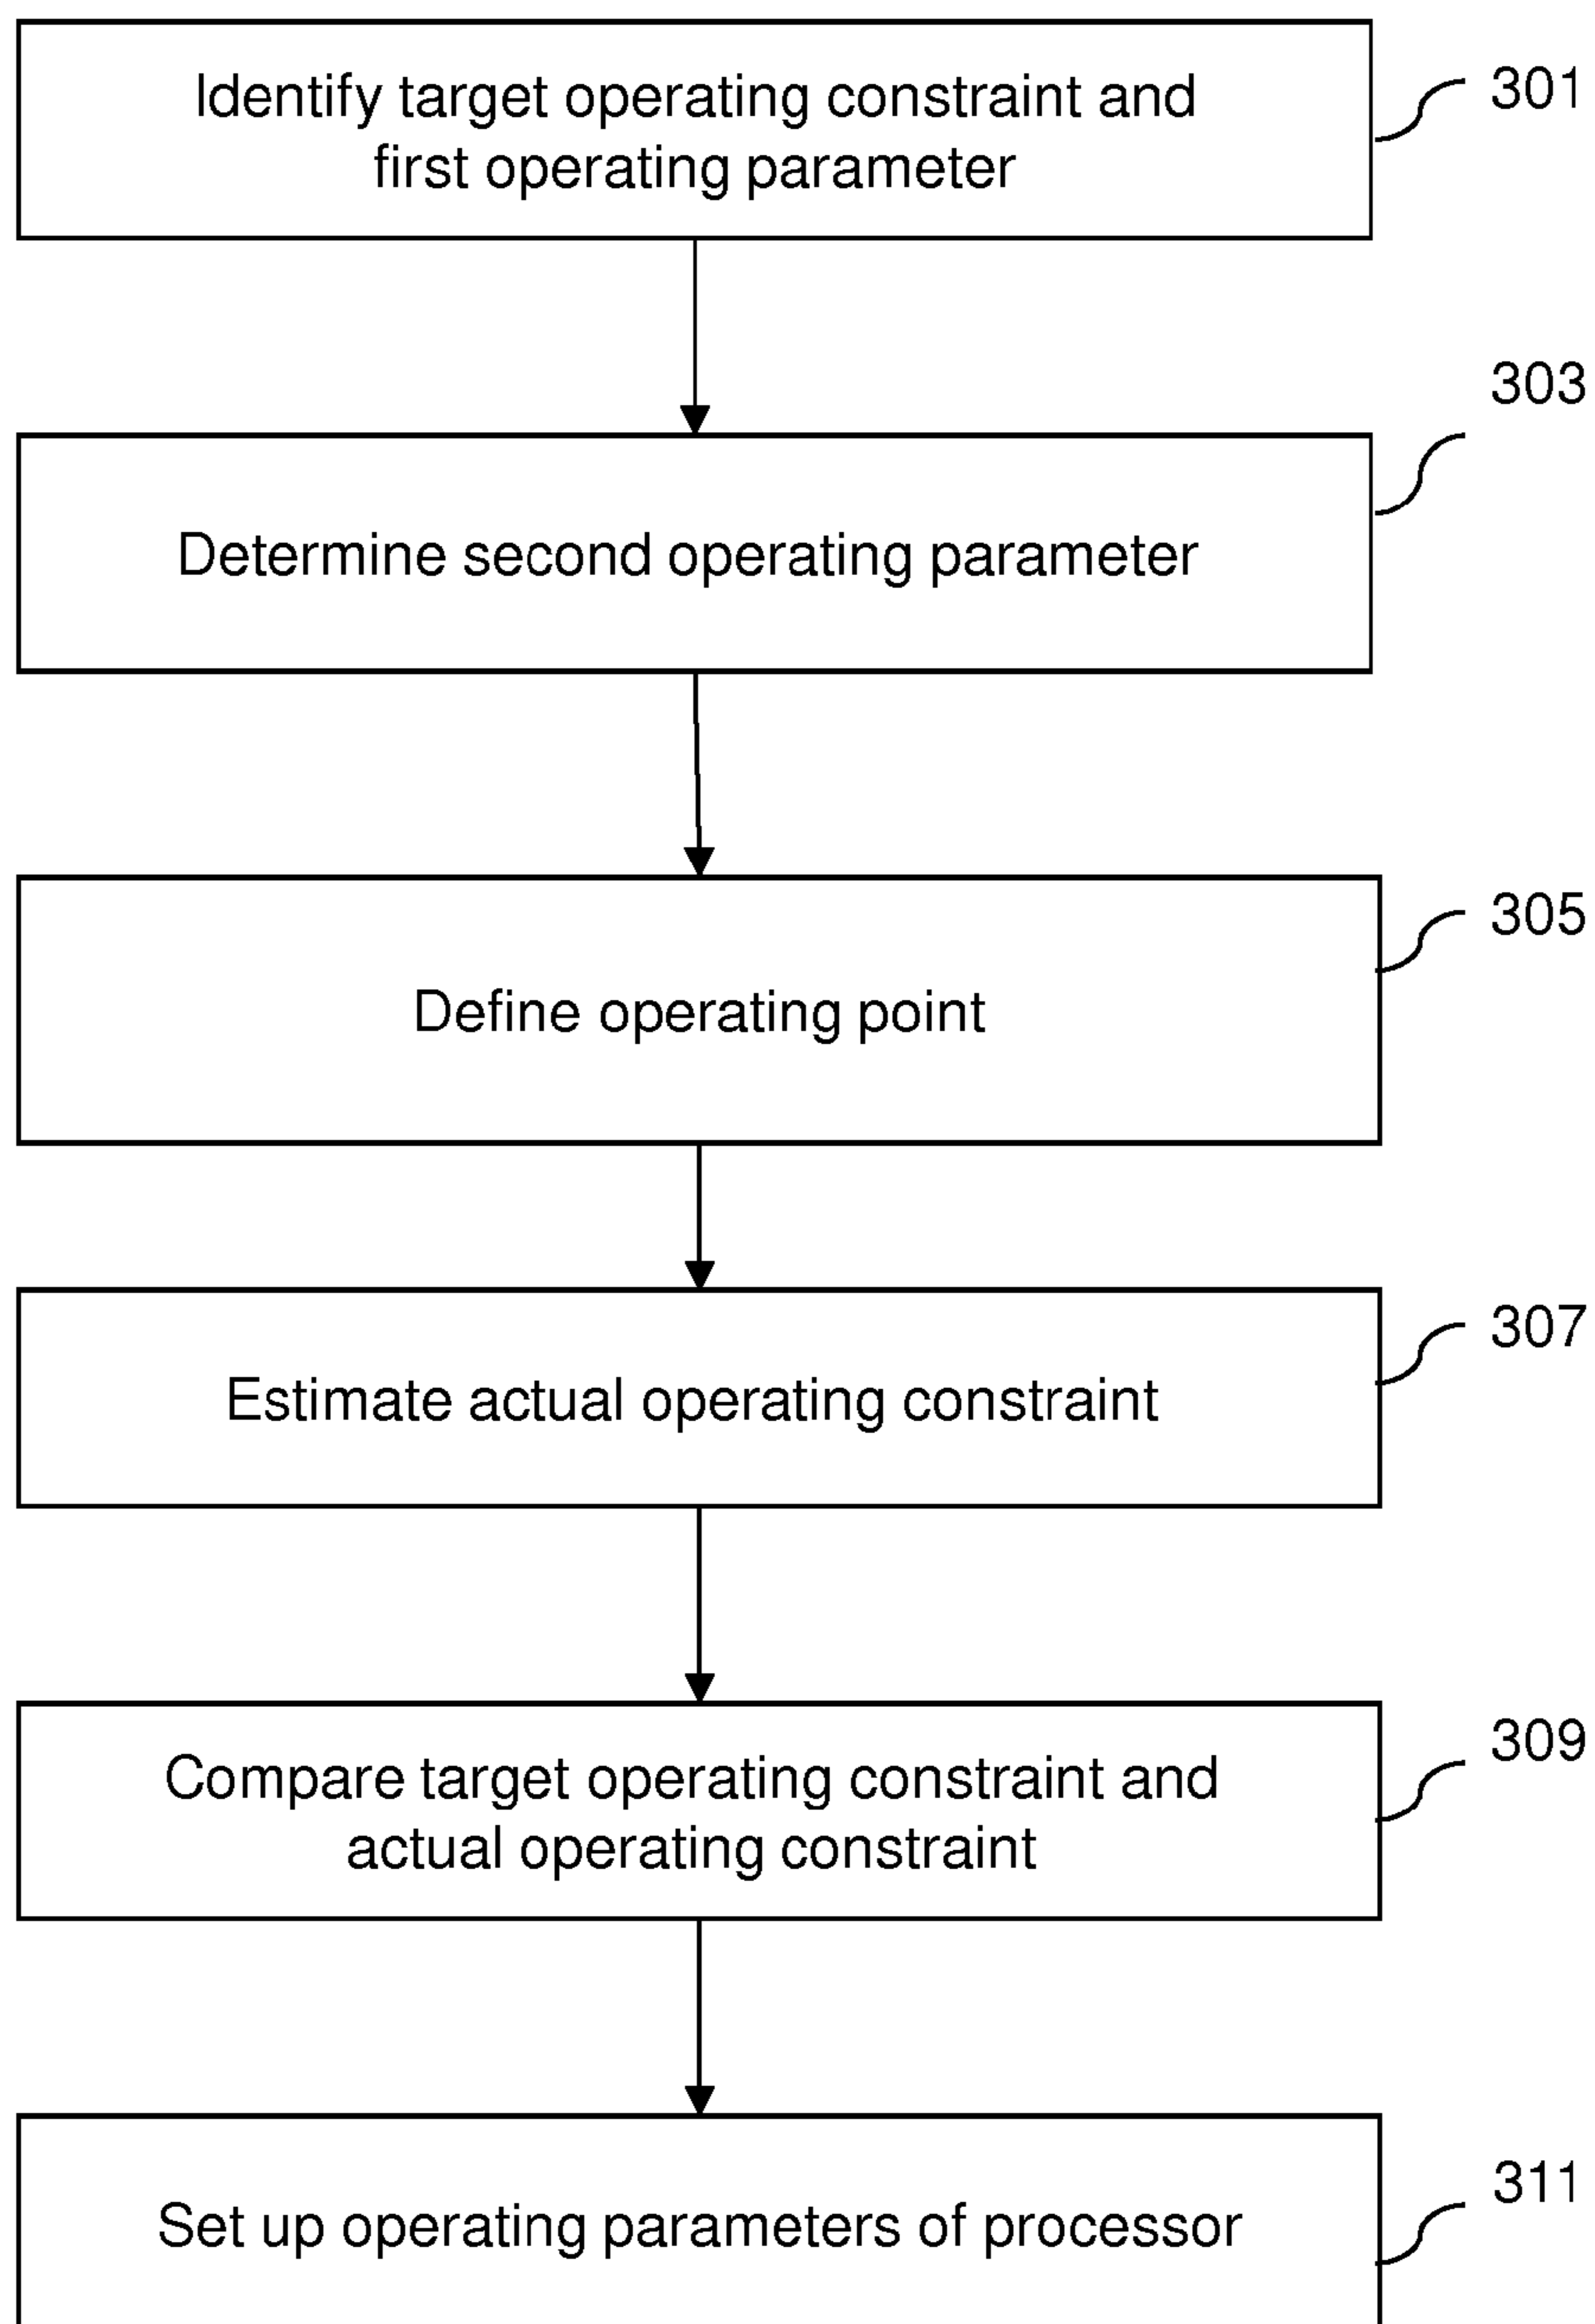 Identify target operating constraint and
first operating parameter
301
303
Determine second operating parameter
305
Define operating point
307
Estimate actual operating constraint
309
Compare target operating constraint and
actual operating constraint
311
Set up operating parameters of processor